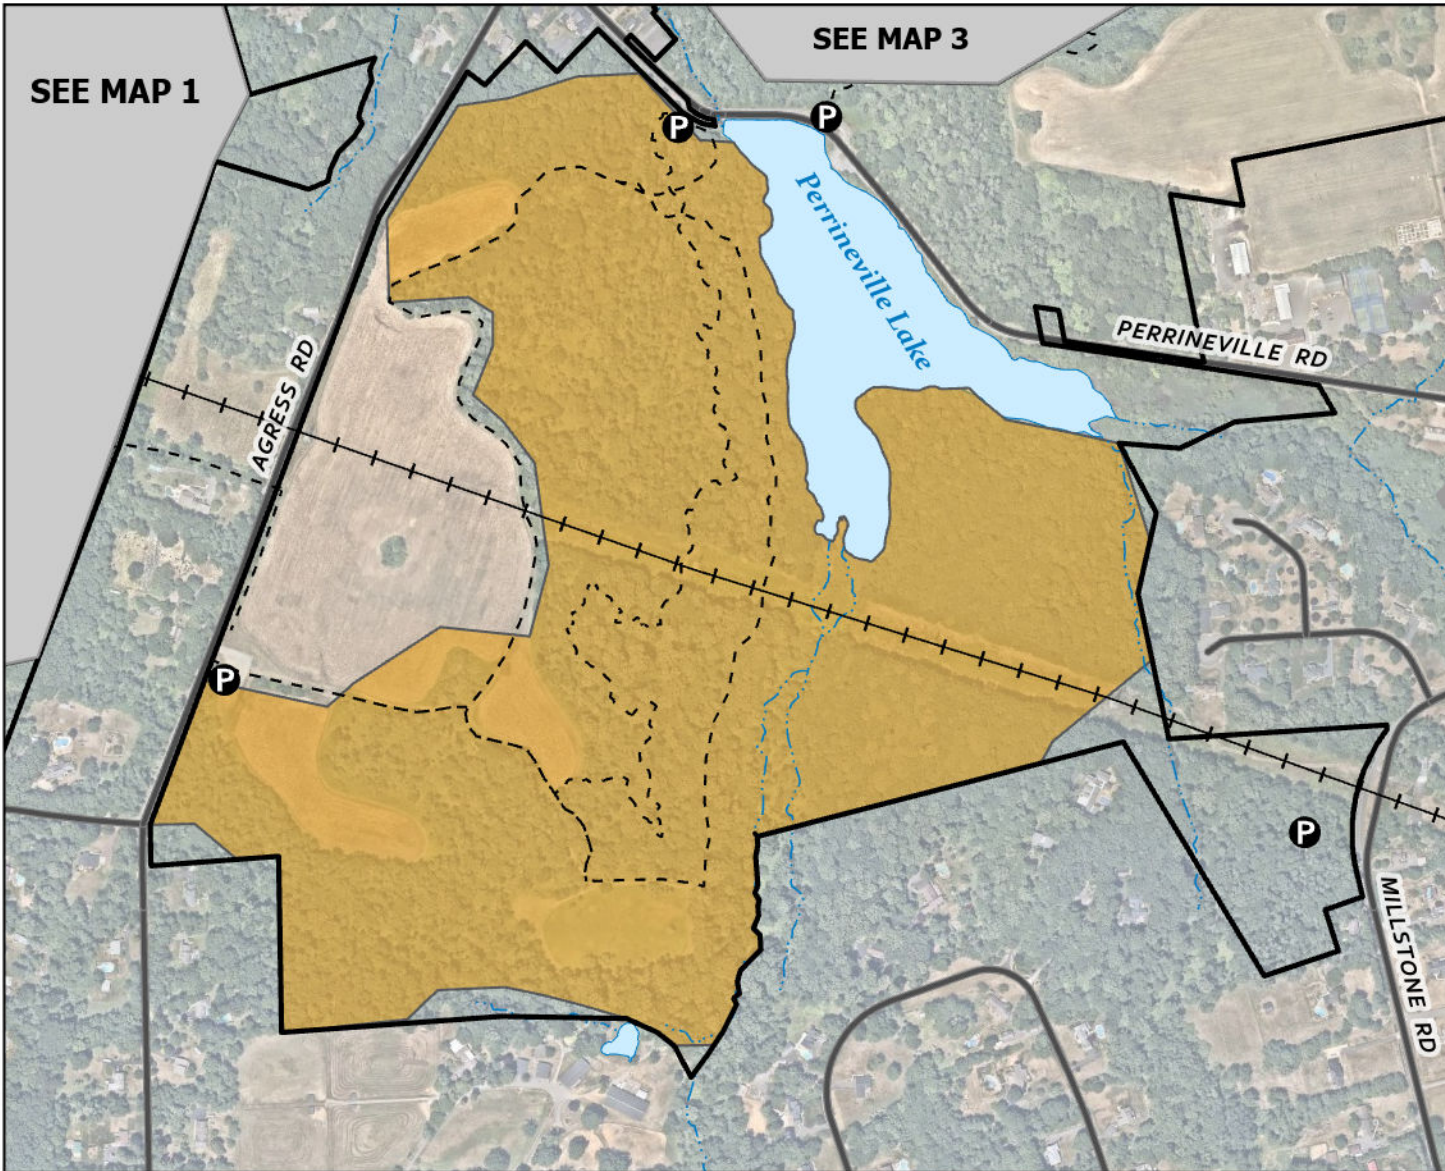 SEE MAP 3
SEE MAP 1
P
P
Perrineville Lake
PERRINEVILLE RD
AGRESS RD
P
P
MILLSTONE RD